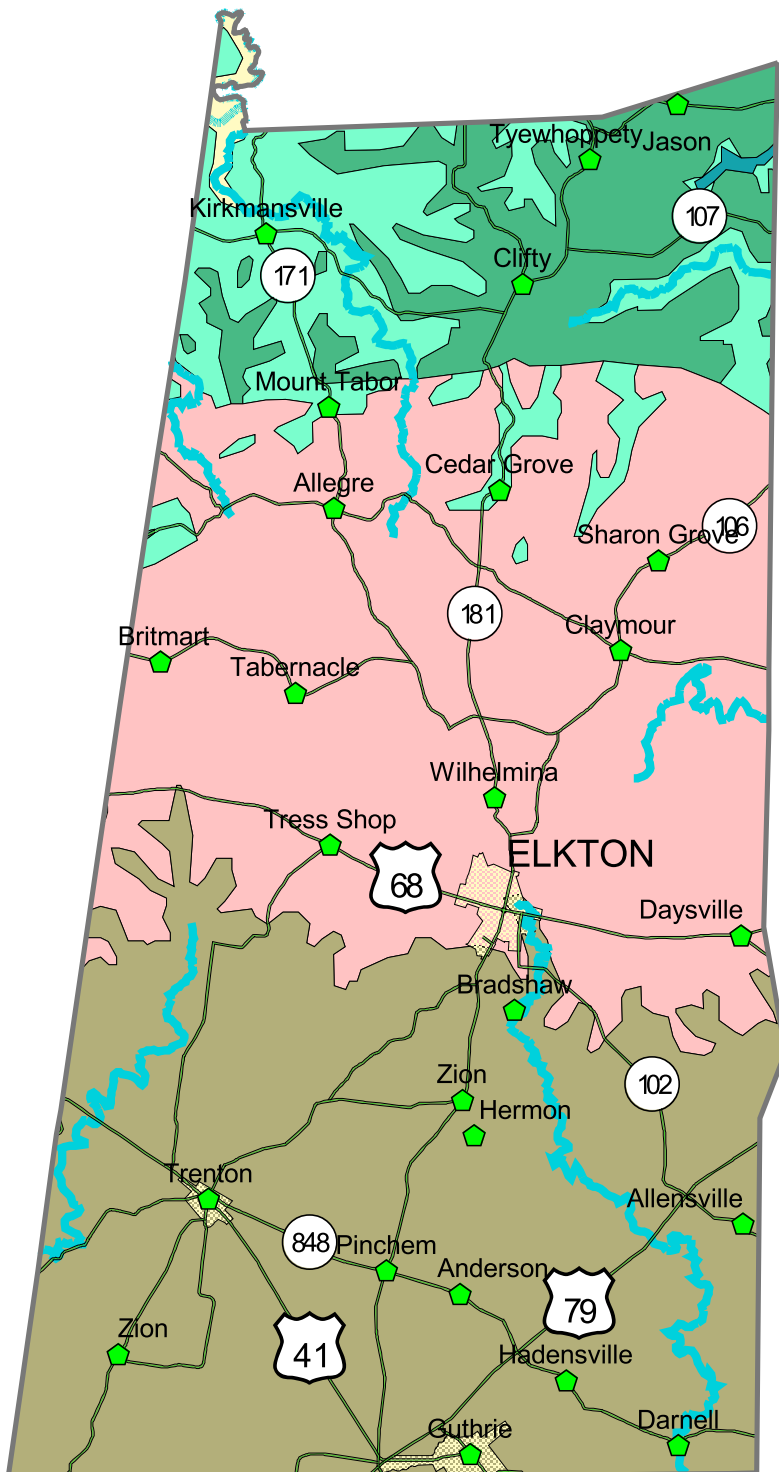 Tyewhoppety
Jason
Kirkmansville
107
Clifty
171
Mount Tabor
Cedar Grove
Allegre
106
Sharon Grove
181
Claymour
Britmart
Tabernacle
Wilhelmina
Tress Shop
ELKTON
68
Daysville
Bradshaw
Zion
102
Hermon
Trenton
Allensville
848
Pinchem
Anderson
79
Zion
41
Hadensville
Darnell
Guthrie